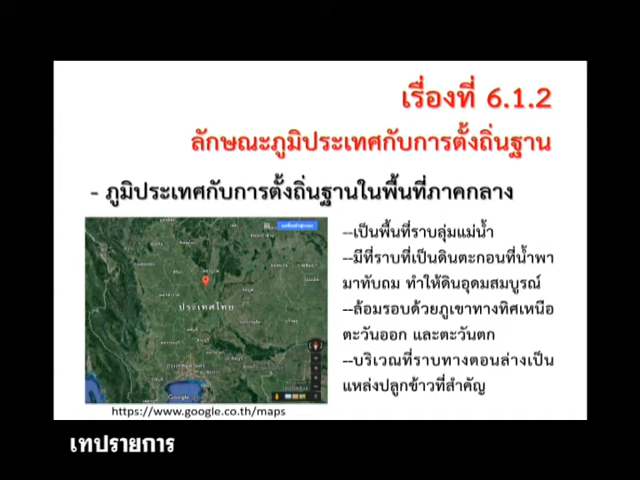 เรื่องที่ 6.1.2
ลักษณะภูมิประเทศกับการตั้งถิ่นฐาน
- ภูมิประเทศกับการตั้งถิ่นฐานในพื้นที่ภาคกลาง
--เป็นพื้นที่ราบลุ่มแม่น้ำ
--มีที่ราบที่เป็นดินตะกอนที่น้ำพา
มาทับถม ทำให้ดินอุดมสมบูรณ์
--ล้อมรอบด้วยภูเขาทางทิศเหนือ
ตะวันออก และตะวันตก
--บริเวณที่ราบทางตอนล่างเป็น
แหล่งปลูกข้าวที่สำคัญ
ประเทศไทย
Google
https://www.google.co.th/maps
เทปรายการ